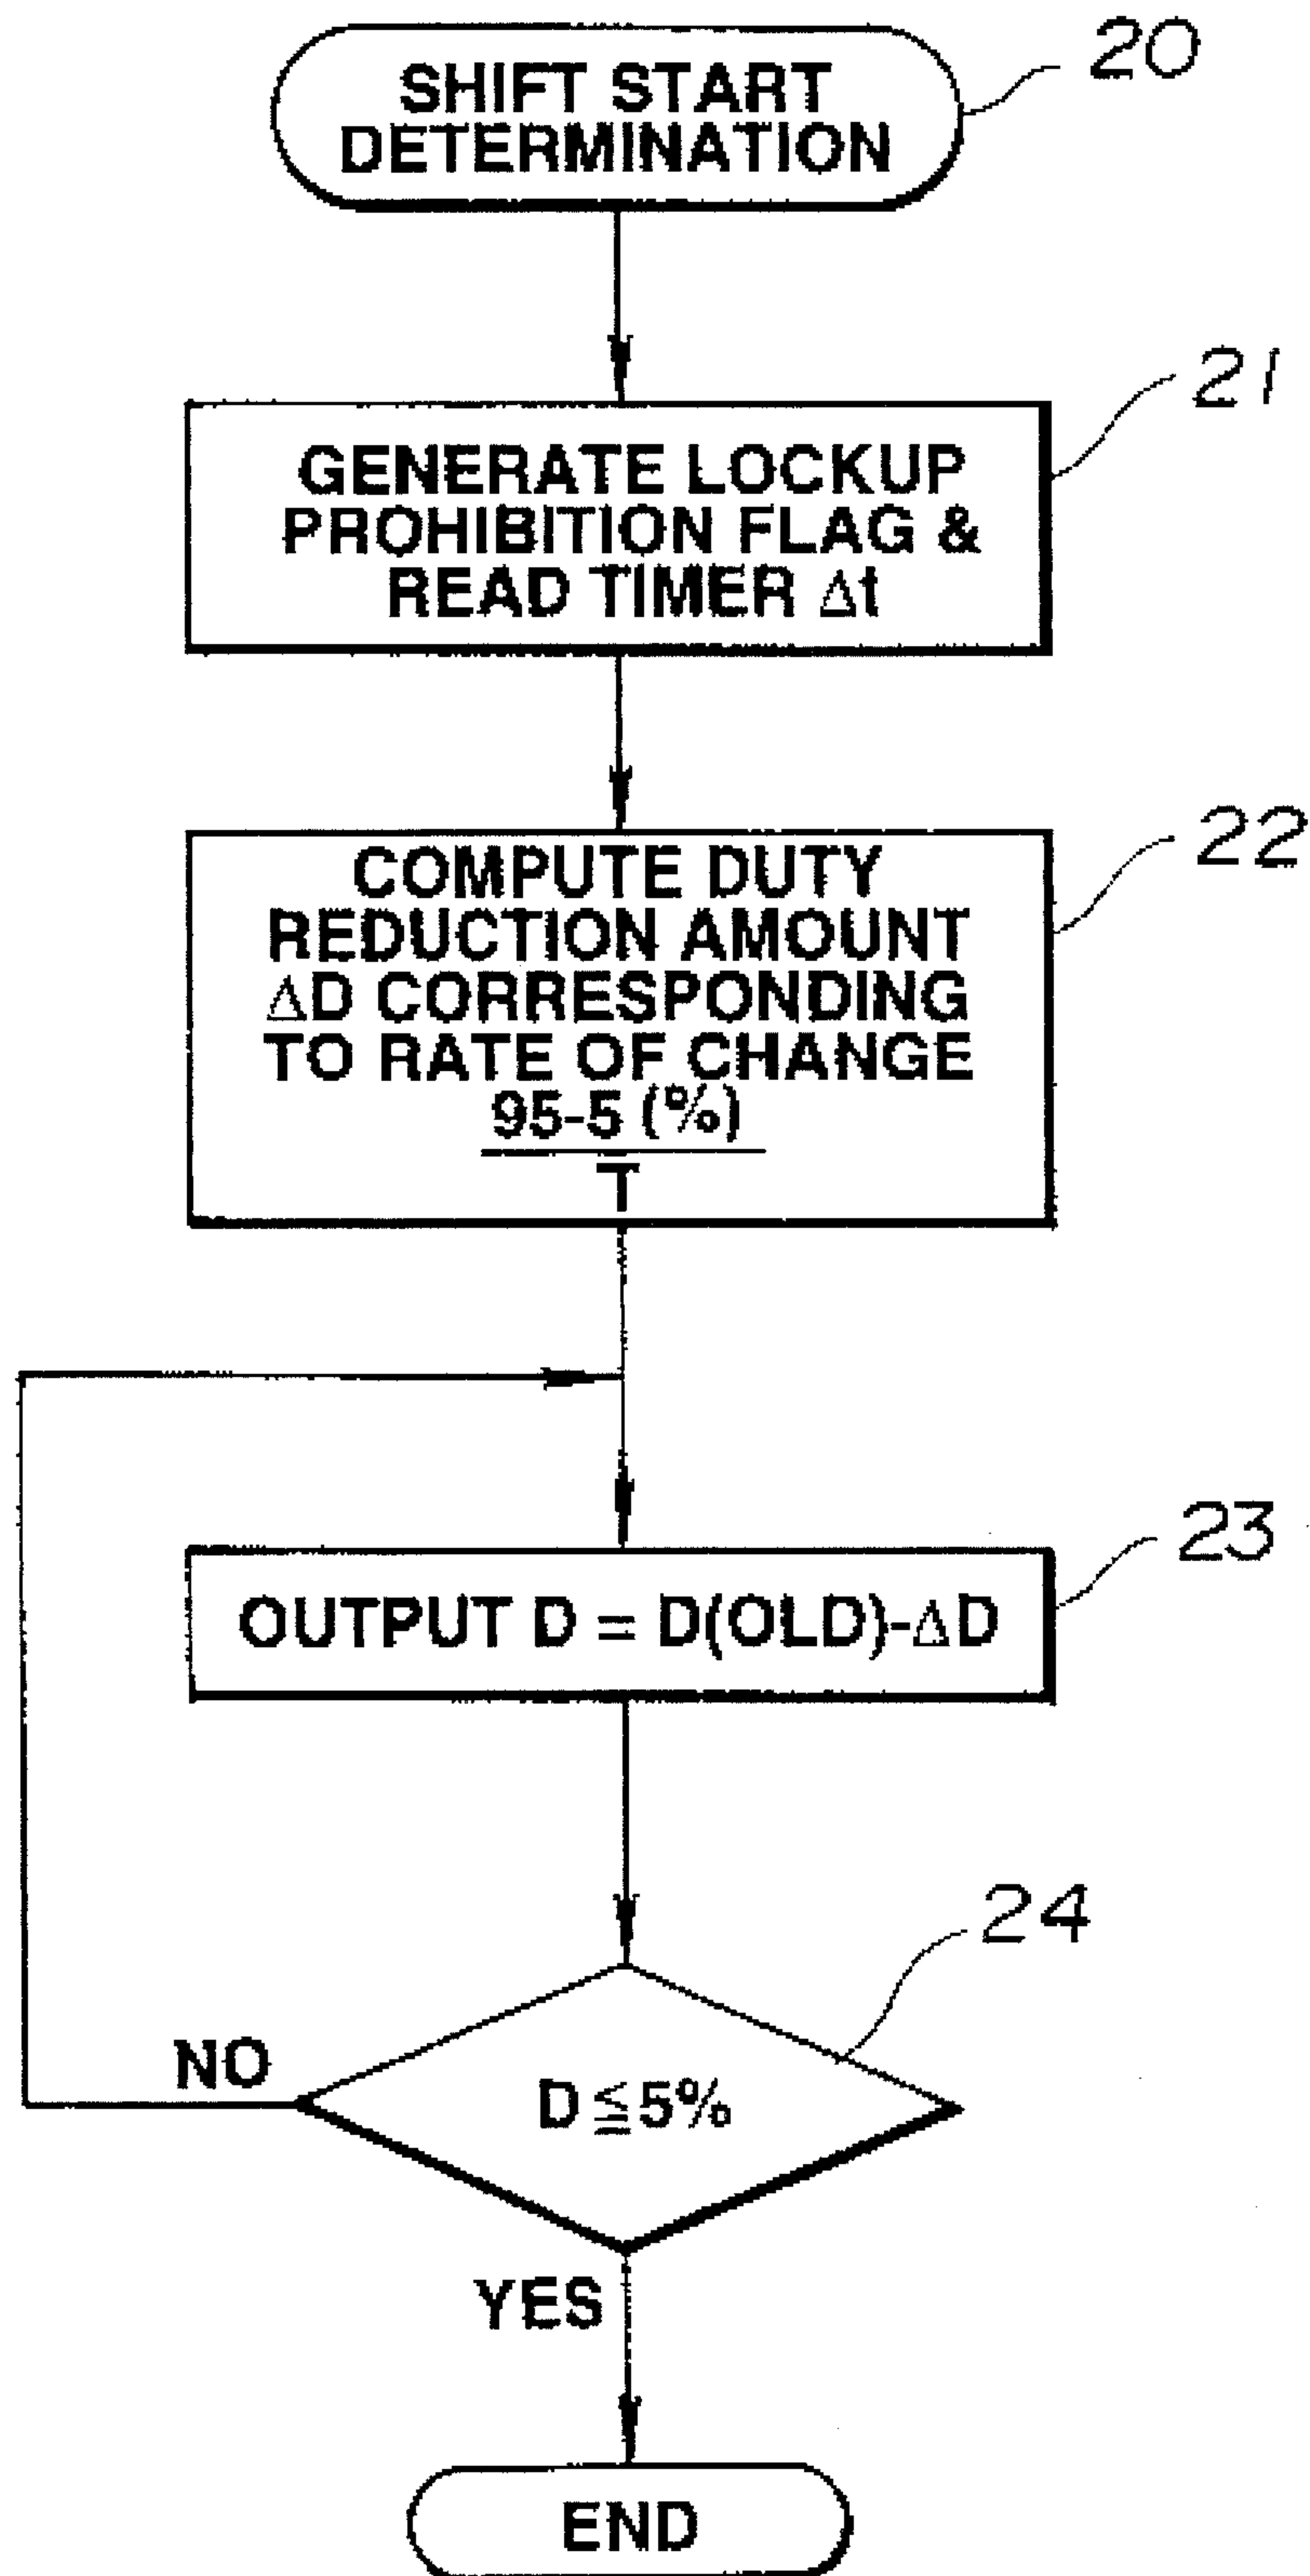 20
SHIFT START
DETERMINATION
21
GENERATE LOCKUP
PROHIBITION FLAG &
READ TIMER Δt
22
COMPUTE DUTY
REDUCTION AMOUNT
ΔD CORRESPONDING
TO RATE OF CHANGE
95-5 (%)
T
23
OUTPUT D = D(OLD)-ΔD
24
NO
D ≦ 5%
YES
END